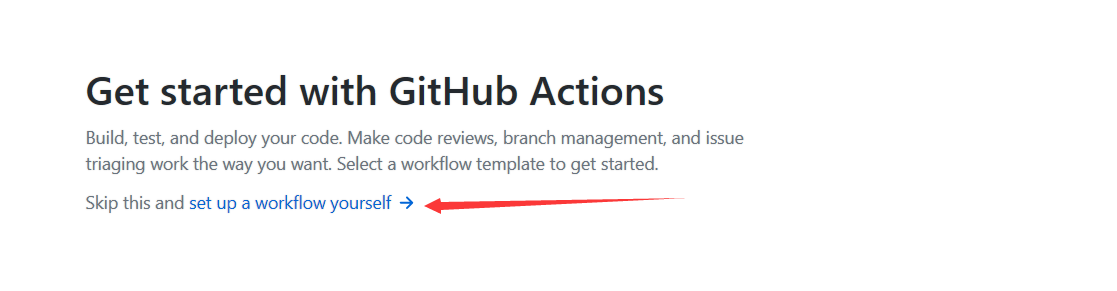 Get started with GitHub Actions
Build, test, and deploy your code. Make code reviews, branch management, and issue
triaging work the way you want. Select a workflow template to get started.
Skip this and set up a workflow yourself →